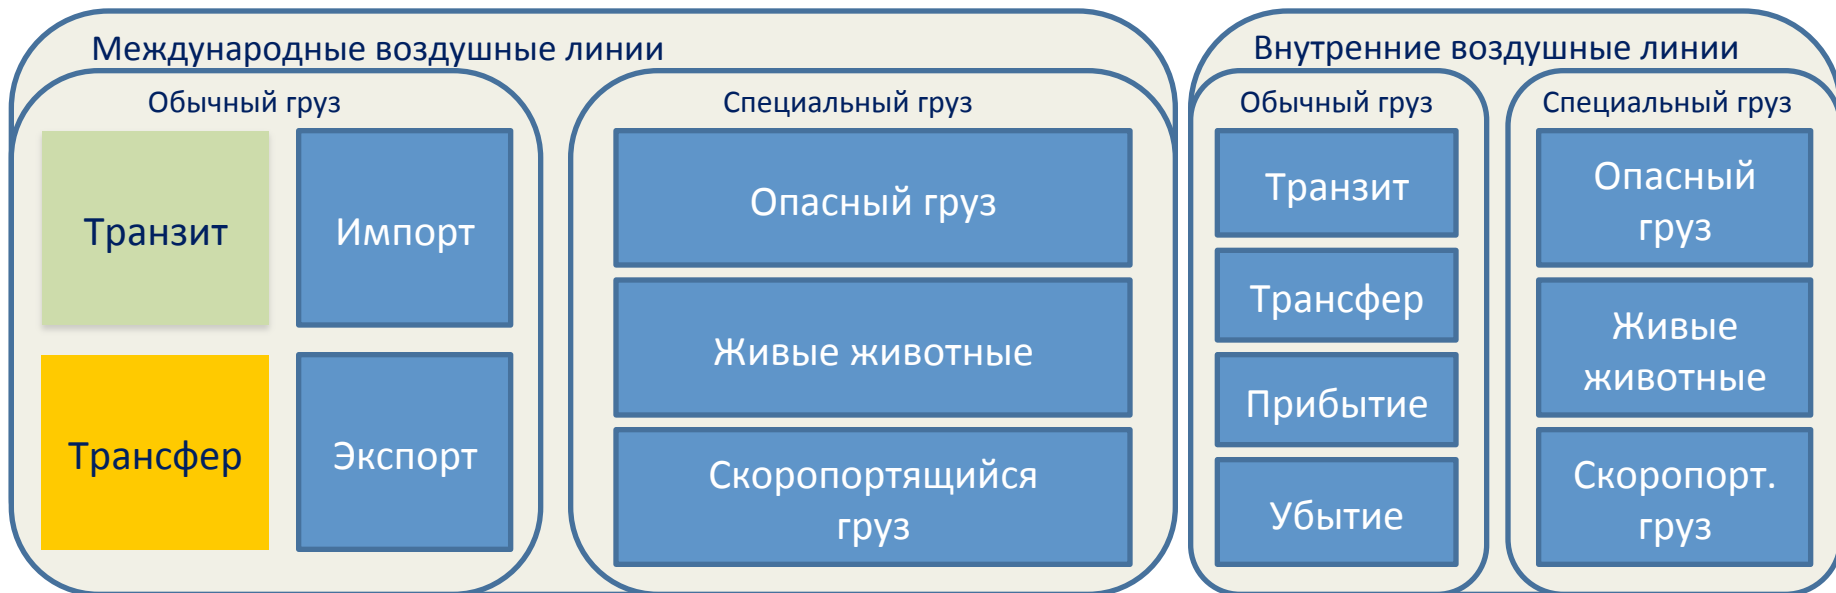 Международные воздушные линии
Обычный груз
Транзит
Импорт
Трансфер
Экспорт
Специальный груз
Опасный груз
Живые животные
Скоропортящийся
груз
Внутренние воздушные линии
Обычный груз
Транзит
Трансфер
Прибытие
Убытие
Специальный груз
Опасный
груз
Живые
животные
Скоропорт.
груз